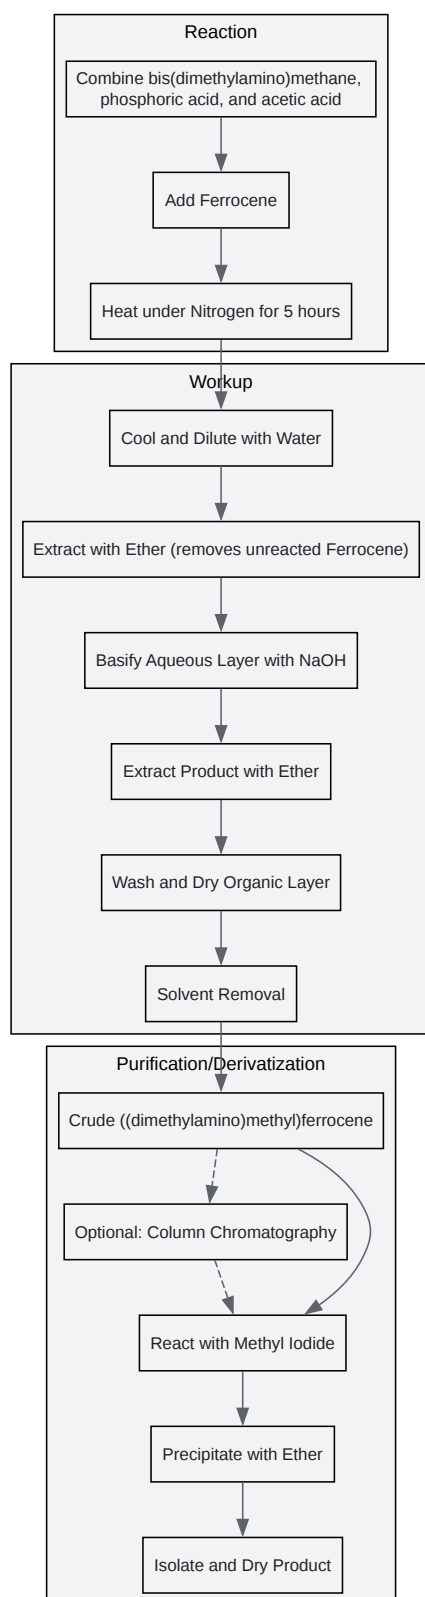 Reaction
Combine bis(dimethylamino)methane,
phosphoric acid, and acetic acid
Add Ferrocene
Heat under Nitrogen for 5 hours
Workup
Cool and Dilute with Water
Extract with Ether (removes unreacted Ferrocene)
Basify Aqueous Layer with NaOH
Extract Product with Ether
Wash and Dry Organic Layer
Solvent Removal
Purification/Derivatization
Crude ((dimethylamino)methyl)ferrocene
Optional: Column Chromatography
React with Methyl Iodide
Precipitate with Ether
Isolate and Dry Product